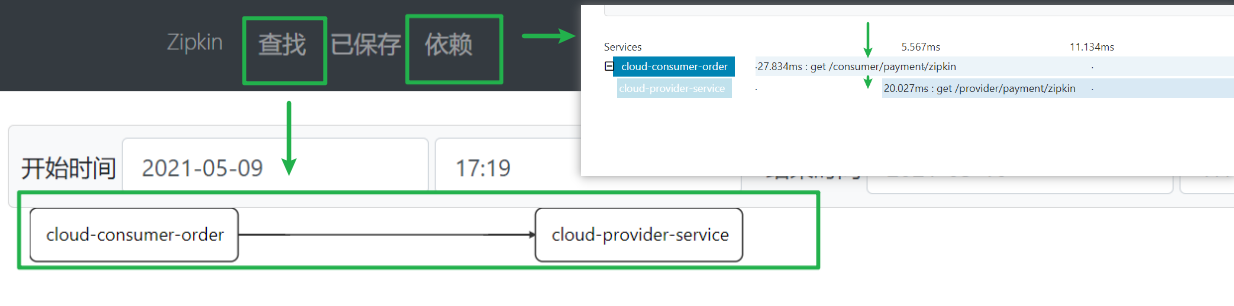 Zipkin 查找 已保存 依赖
Services 5.567ms 11.134ms
cloud-consumer-order 27.834ms : get /consumer/payment/zipkin
cloud-provider-service 20.027ms : get /provider/payment/zipkin
开始时间 2021-05-09 17:19
cloud-consumer-order cloud-provider-service